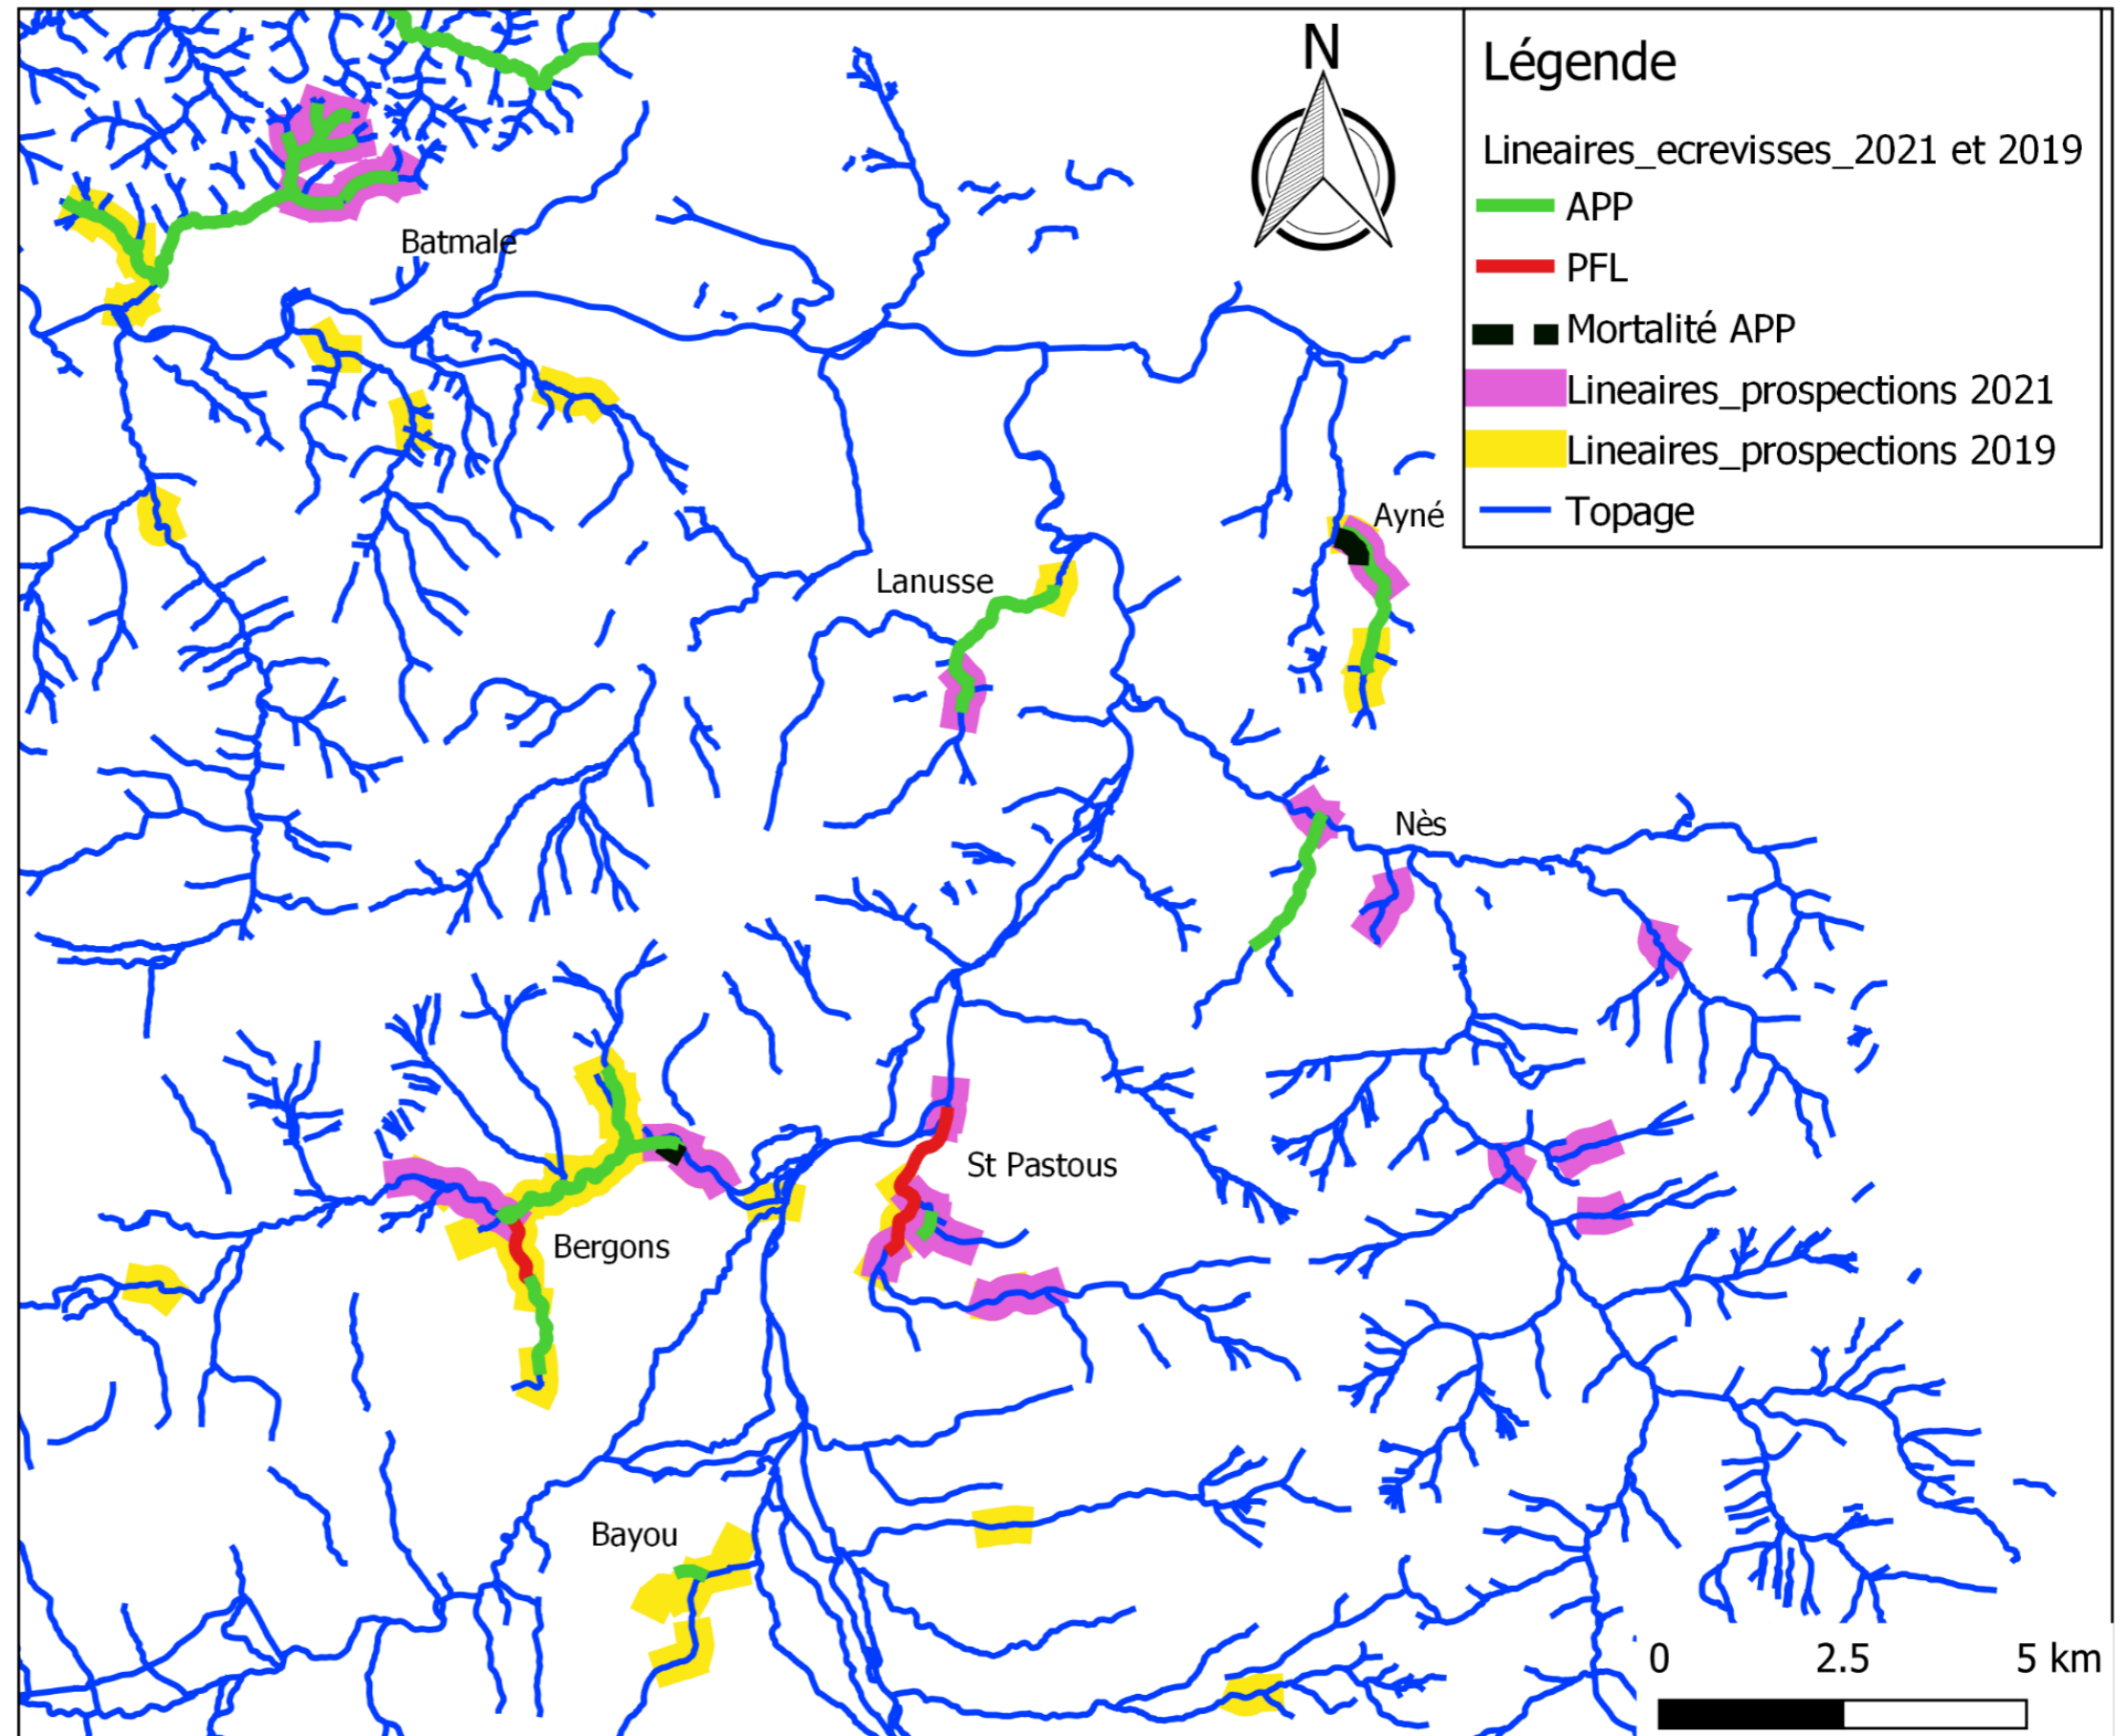 N
Légende
Lineaires_ecrevisses_2021 et 2019
APP
PFL
Mortalité APP
Lineaires_prospections 2021
Lineaires_prospections 2019
Topage
Batmale
Ayné
Lanusse
Nès
St Pastous
Bergons
Bayou
0 2.5 5 km